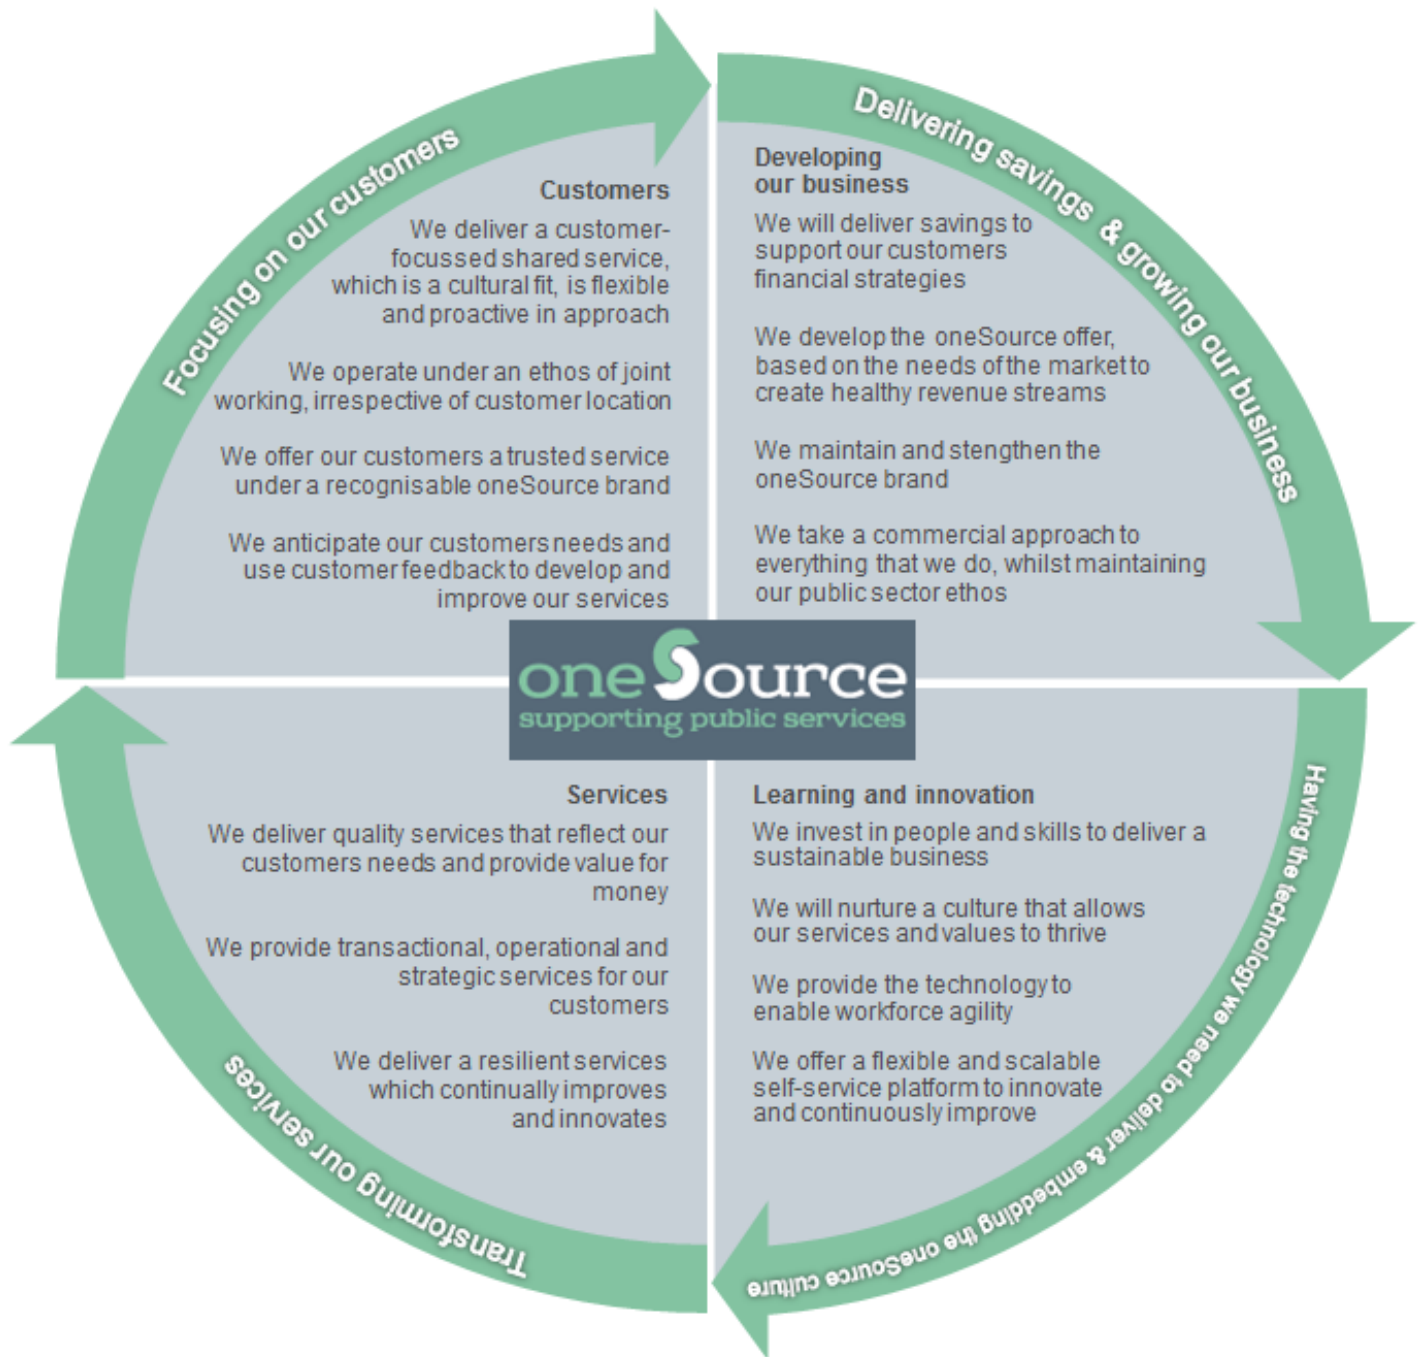 Focusing on our customers
Customers
We deliver a customer-
focussed shared service,
which is a cultural fit, is flexible
and proactive in approach
We operate under an ethos of joint
working, irrespective of customer location
We offer our customers a trusted service
under a recognisable oneSource brand
We anticipate our customers needs and
use customer feedback to develop and
improve our services
Delivering savings & growing our business
Developing
our business
We will deliver savings to
support our customers
financial strategies
We develop the oneSource offer,
based on the needs of the market to
create healthy revenue streams
We maintain and stengthen the
oneSource brand
We take a commercial approach to
everything that we do, whilst maintaining
our public sector ethos
oneSource
supporting public services
Services
We deliver quality services that reflect our
customers needs and provide value for
money
We provide transactional, operational and
strategic services for our
customers
We deliver a resilient services
which continually improves
and innovates
Transforming our services
Learning and innovation
We invest in people and skills to deliver a
sustainable business
We will nurture a culture that allows
our services and values to thrive
We provide the technology to
enable workforce agility
We offer a flexible and scalable
self-service platform to innovate
and continuously improve
Having the technology we need to deliver & embedding the oneSource culture